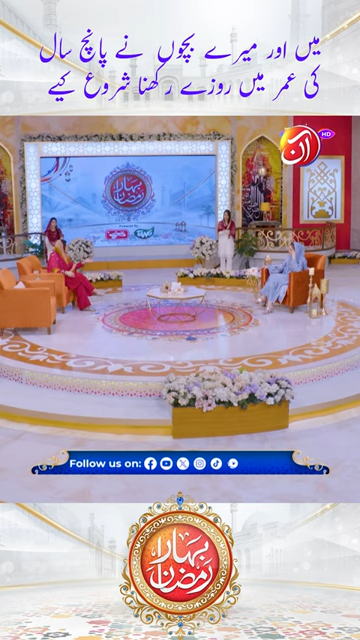 میں اور میرے بچوں نے پانچ سال
کی عمر میں روزے رکھنا شروع کیے
آن
HD
بہار
رمضان
Follow us on:
بہار
رمضان